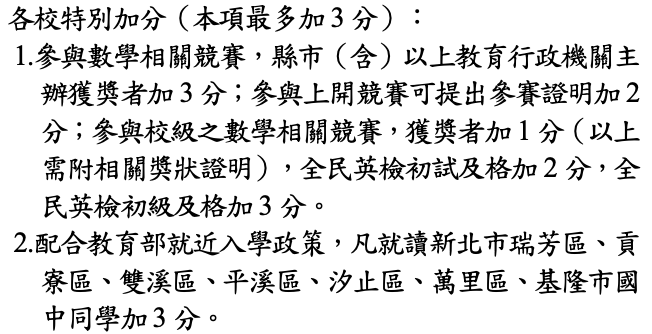 各校特別加分（本項最多加3分）：
1.參與數學相關競賽，縣市（含）以上教育行政機關主
辦獲獎者加3分；參與上開競賽可提出參賽證明加2
分；參與校級之數學相關競賽，獲獎者加1分（以上
需附相關獎狀證明），全民英檢初試及格加2分，全
民英檢初級及格加3分。
2.配合教育部就近入學政策，凡就讀新北市瑞芳區、貢
寮區、雙溪區、平溪區、汐止區、萬里區、基隆市國
中同學加3分。